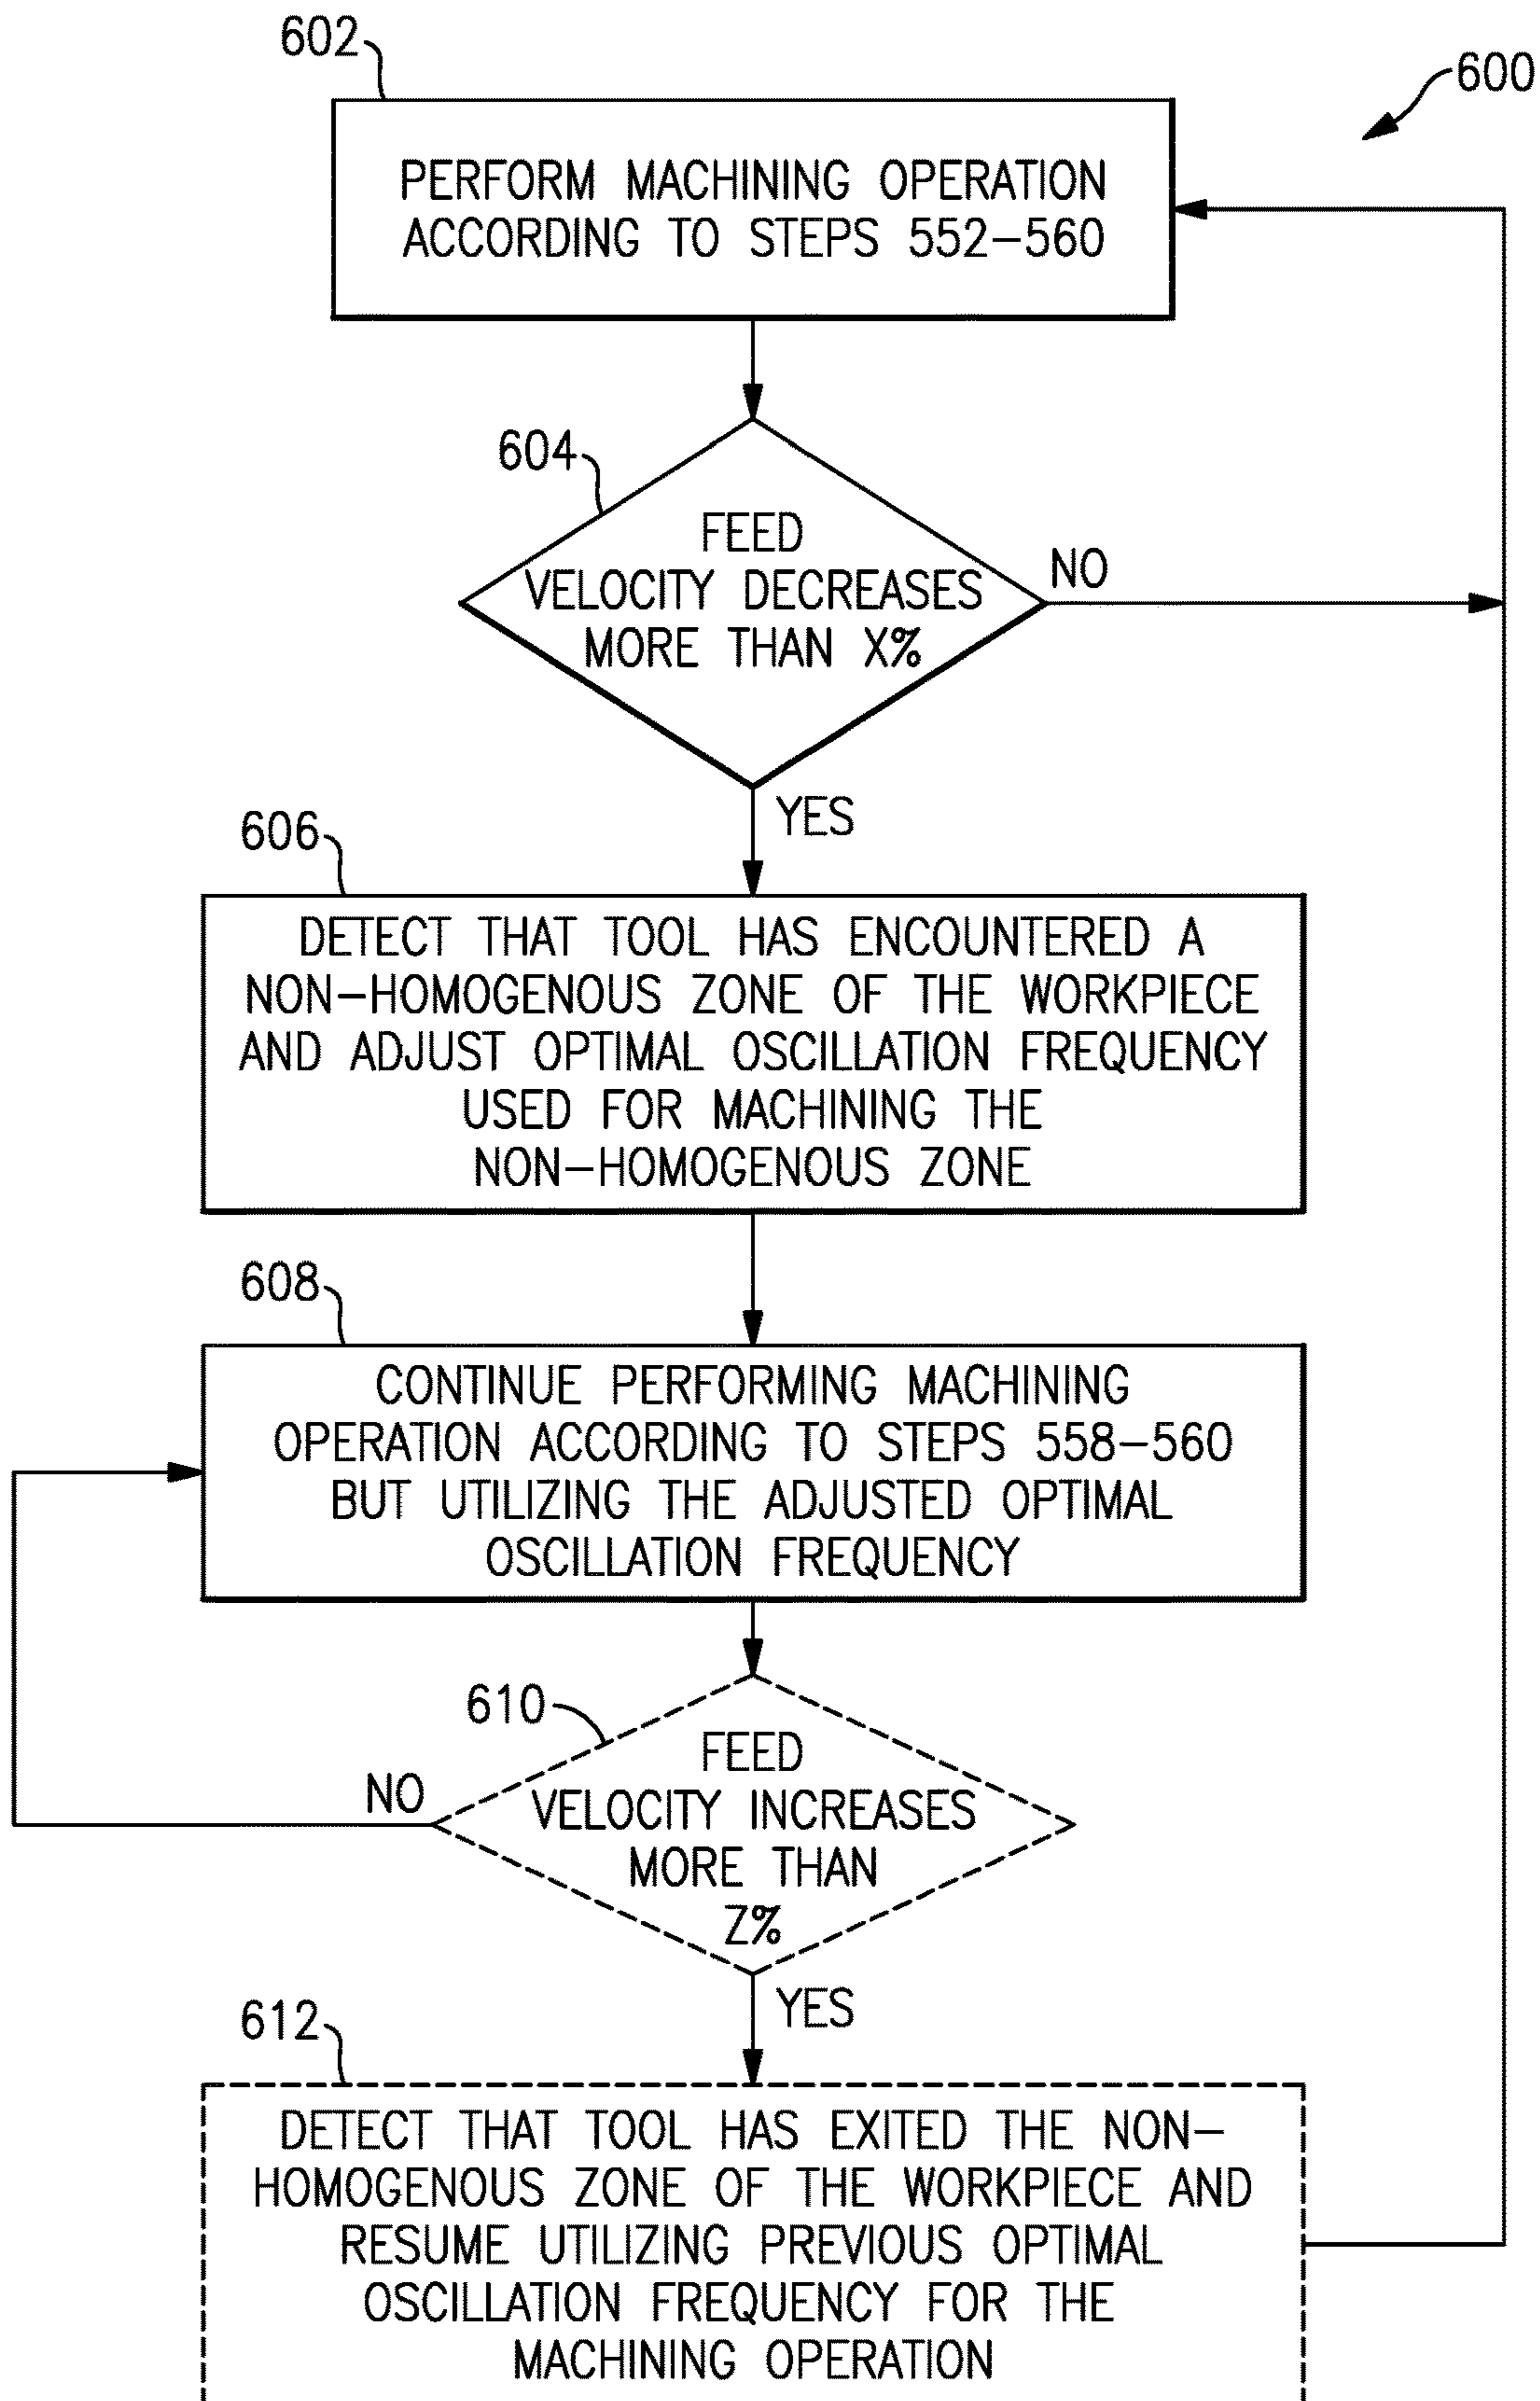 602
600
PERFORM MACHINING OPERATION
ACCORDING TO STEPS 552-560
604
FEED
VELOCITY DECREASES
MORE THAN X%
NO
YES
606
DETECT THAT TOOL HAS ENCOUNTERED A
NON-HOMOGENOUS ZONE OF THE WORKPIECE
AND ADJUST OPTIMAL OSCILLATION FREQUENCY
USED FOR MACHINING THE
NON-HOMOGENOUS ZONE
608
CONTINUE PERFORMING MACHINING
OPERATION ACCORDING TO STEPS 558-560
BUT UTILIZING THE ADJUSTED OPTIMAL
OSCILLATION FREQUENCY
610
FEED
VELOCITY INCREASES
MORE THAN
Z%
NO
YES
612
DETECT THAT TOOL HAS EXITED THE NON-
HOMOGENOUS ZONE OF THE WORKPIECE AND
RESUME UTILIZING PREVIOUS OPTIMAL
OSCILLATION FREQUENCY FOR THE
MACHINING OPERATION